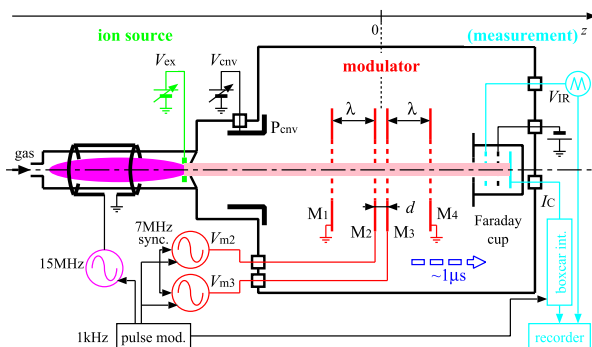 0
z
ion source
(measurement)
V_ex
V_cnv
modulator
V_IR
λ
λ
P_cnv
gas
d
I_C
M_1
M_2
M_3
M_4
Faraday
cup
7MHz
sync.
V_m2
V_m3
15MHz
~1μs
boxcar int.
1kHz
pulse mod.
recorder